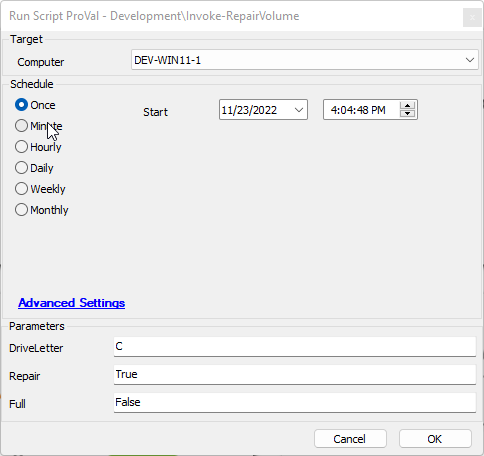 Run Script ProVal - Development\Invoke-RepairVolume
Target
Computer DEV-WIN11-1
Schedule
Once Start 11/23/2022 4:04:48 PM
Minute
Hourly
Daily
Weekly
Monthly
Advanced Settings
Parameters
DriveLetter C
Repair True
Full False
Cancel OK